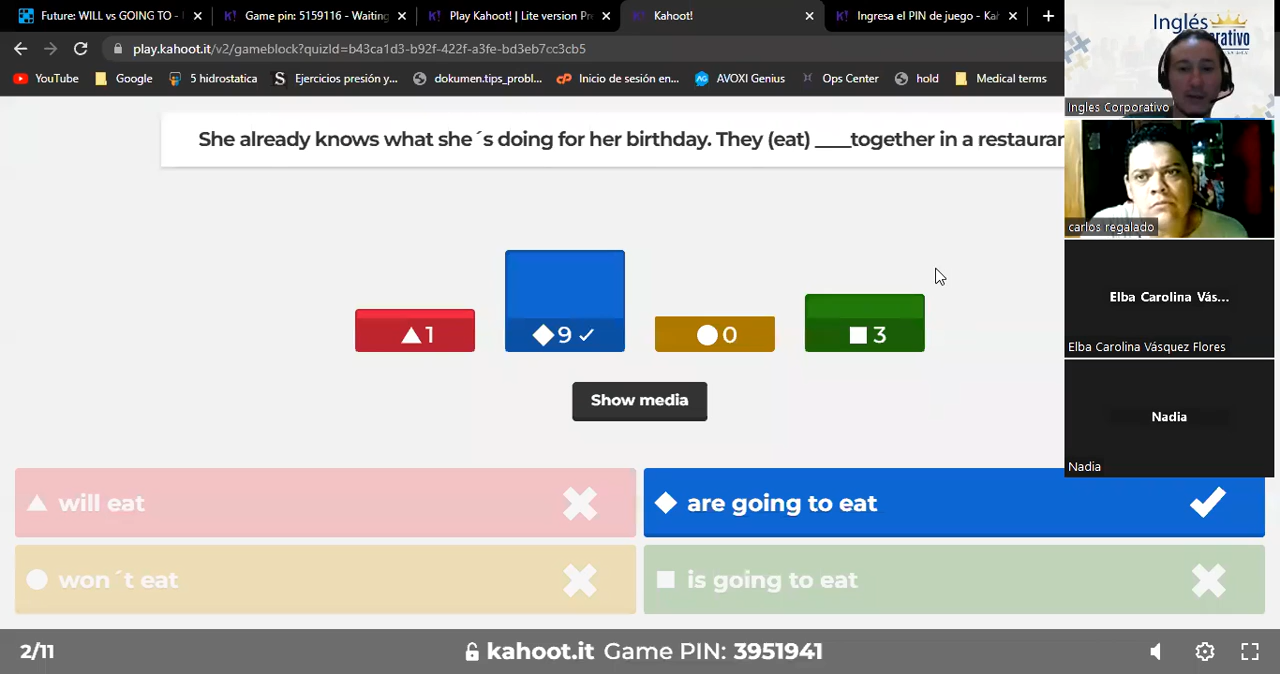 Future: WILL vs GOING TO -
Game pin: 5159116 - Waiting
Play Kahoot! | Lite version Pre
Kahoot!
Ingresa el PIN de juego - Kah
play.kahoot.it/v2/gameblock?quizId=b43ca1d3-b92f-422f-a3fe-bd3eb7cc3cb5
YouTube
Google
5 hidrostatica
Ejercicios presión y...
dokumen.tips_probl...
Inicio de sesión en...
AVOXI Genius
Ops Center
hold
Medical terms
Inglés
Ingles Corporativo
She already knows what she´s doing for her birthday. They (eat) ____together in a restauran
carlos regalado
1
9
0
3
Elba Carolina Vás...
Elba Carolina Vásquez Flores
Show media
Nadia
Nadia
will eat
are going to eat
won´t eat
is going to eat
2/11
kahoot.it Game PIN: 3951941